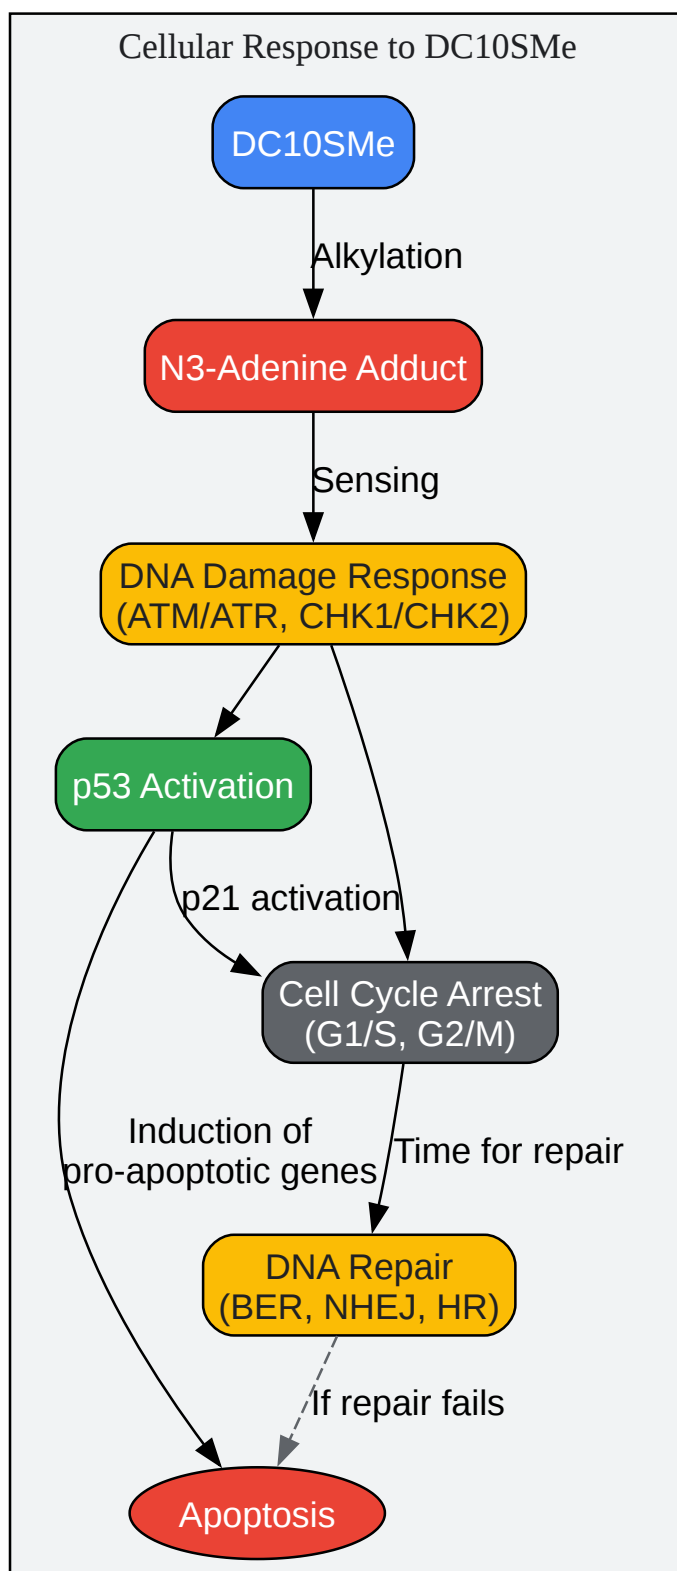 Cellular Response to DC10SMe
DC10SMe
Alkylation
N3-Adenine Adduct
Sensing
DNA Damage Response
(ATM/ATR, CHK1/CHK2)
p53 Activation
p21 activation
Cell Cycle Arrest
(G1/S, G2/M)
Induction of
pro-apoptotic genes
Time for repair
DNA Repair
(BER, NHEJ, HR)
If repair fails
Apoptosis